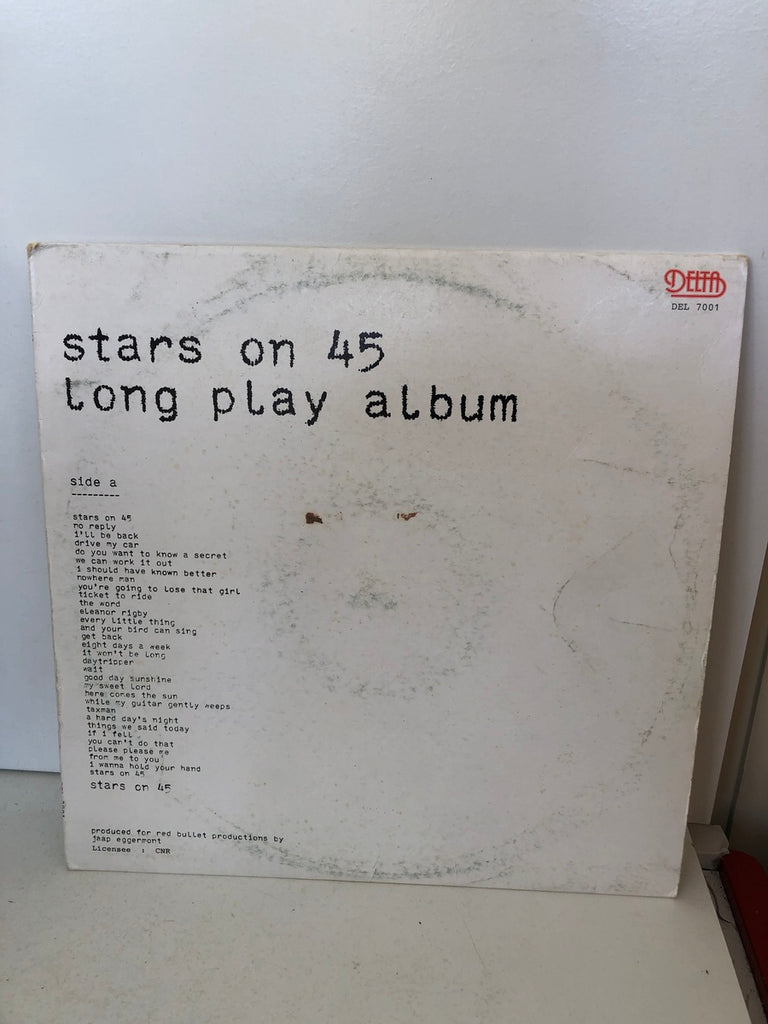 DELTA
DEL 7001
stars on 45
long play album
side a
---------
stars on 45
no reply
i'll be back
drive my car
do you want to know a secret
we can work it out
i should have known better
nowhere man
you're going to lose that girl
ticket to ride
the word
eleanor rigby
every little thing
and your bird can sing
get back
eight days a week
it won't be long
daytripper
wait
good day sunshine
my sweet lord
here comes the sun
while my guitar gently weeps
taxman
a hard day's night
things we said today
if i fell
you can't do that
please please me
from me to you
i wanna hold your hand
stars on 45
stars on 45
produced for red bullet productions by
jaap eggermont
Licensee : CNR